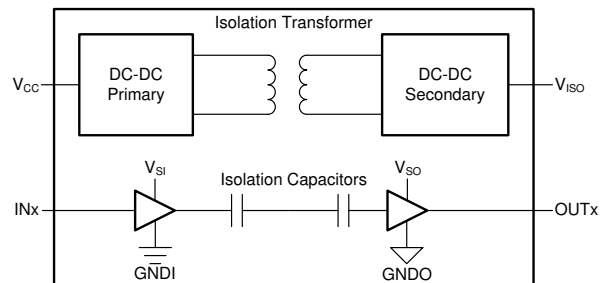 Isolation Transformer
DC-DC
Primary
DC-DC
Secondary
VCC
VISO
VSI
Isolation Capacitors
VSO
INx
OUTx
GNDI
GNDO